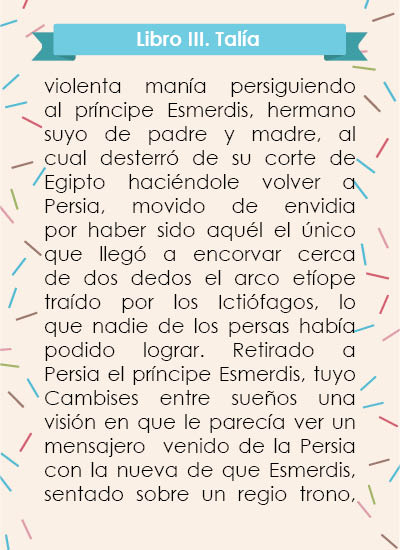 Libro III. Talía
violenta manía persiguiendo
al príncipe Esmerdis, hermano
suyo de padre y madre, al
cual desterró de su corte de
Egipto haciéndole volver a
Persia, movido de envidia
por haber sido aquél el único
que llegó a encorvar cerca
de dos dedos el arco etíope
traído por los Ictiófagos, lo
que nadie de los persas había
podido lograr. Retirado a
Persia el príncipe Esmerdis, tuyo
Cambises entre sueños una
visión en que le parecía ver un
mensajero venido de la Persia
con la nueva de que Esmerdis,
sentado sobre un regio trono,